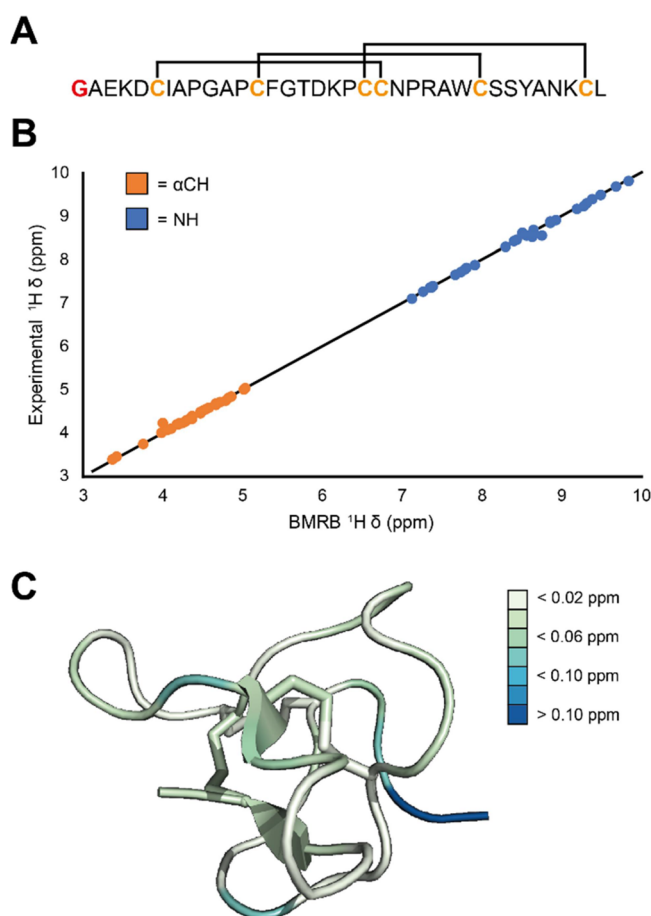 A
GAEKDCIAPGAPCFGTDKPCCNPRAWCSSYANKCL
B
10
9
8
7
6
5
4
3
Experimental ¹H δ (ppm)
= αCH
= NH
3 4 5 6 7 8 9 10
BMRB ¹H δ (ppm)
C
< 0.02 ppm
< 0.06 ppm
< 0.10 ppm
> 0.10 ppm